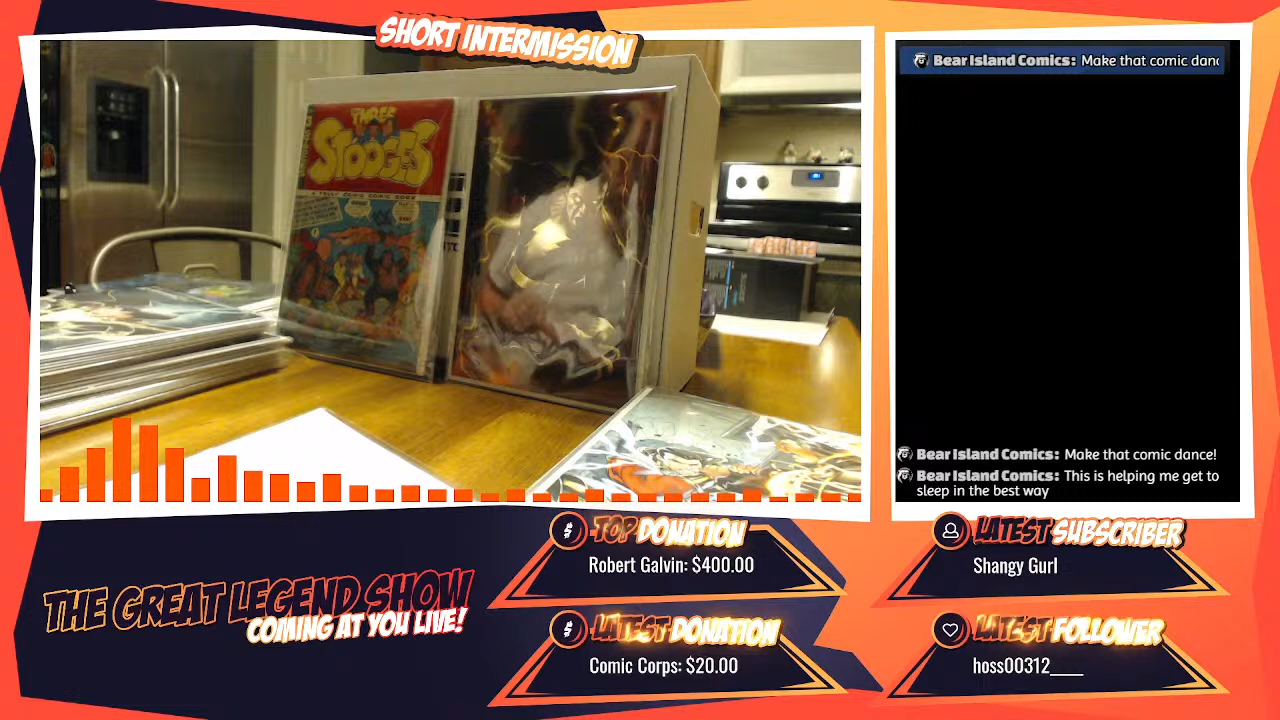 SHORT INTERMISSION
Bear Island Comics: Make that comic danc
THREE
STOOGES
Bear Island Comics: Make that comic dance!
Bear Island Comics: This is helping me get to
sleep in the best way
THE GREAT LEGEND SHOW
COMING AT YOU LIVE!
TOP DONATION
Robert Galvin: $400.00
LATEST DONATION
Comic Corps: $20.00
LATEST SUBSCRIBER
Shangy Gurl
LATEST FOLLOWER
hoss00312____